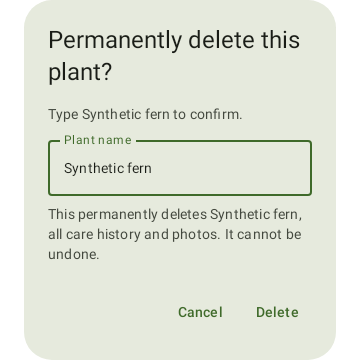 Permanently delete this
plant?
Type Synthetic fern to confirm.
Plant name
Synthetic fern
This permanently deletes Synthetic fern,
all care history and photos. It cannot be
undone.
Cancel Delete